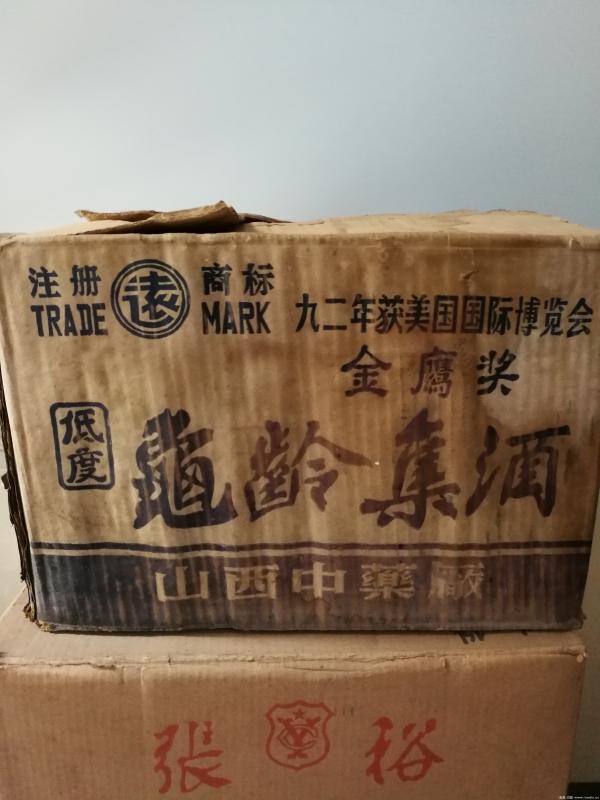 注册 遠 商标
TRADE MARK
九二年获美国国际博览会
金鹰奖
低度
龜齡集酒
山西中藥廠
張裕